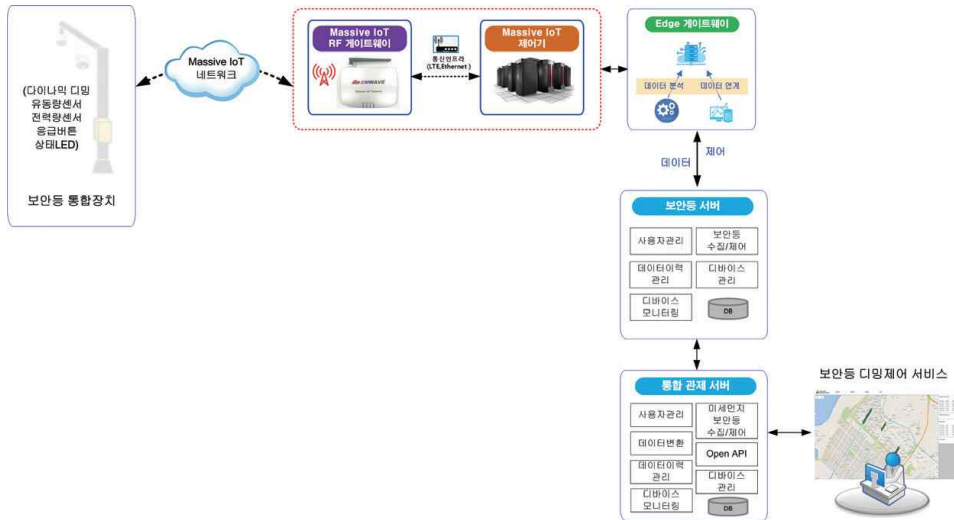 (다이나믹 디밍
유동량센서
전력량센서
응급버튼
상태LED)
보안등 통합장치
Massive IoT
네트워크
Massive IoT
RF 게이트웨이
통신인프라
(LTE,Ethernet)
Massive IoT
제어기
Edge 게이트웨이
데이터 분석
데이터 연계
데이터
제어
보안등 서버
사용자관리
보안등
수집/제어
데이터이력
관리
디바이스
관리
디바이스
모니터링
DB
통합 관제 서버
사용자관리
미세먼지
보안등
수집/제어
데이터변환
Open API
데이터이력
관리
디바이스
관리
디바이스
모니터링
DB
보안등 디밍제어 서비스